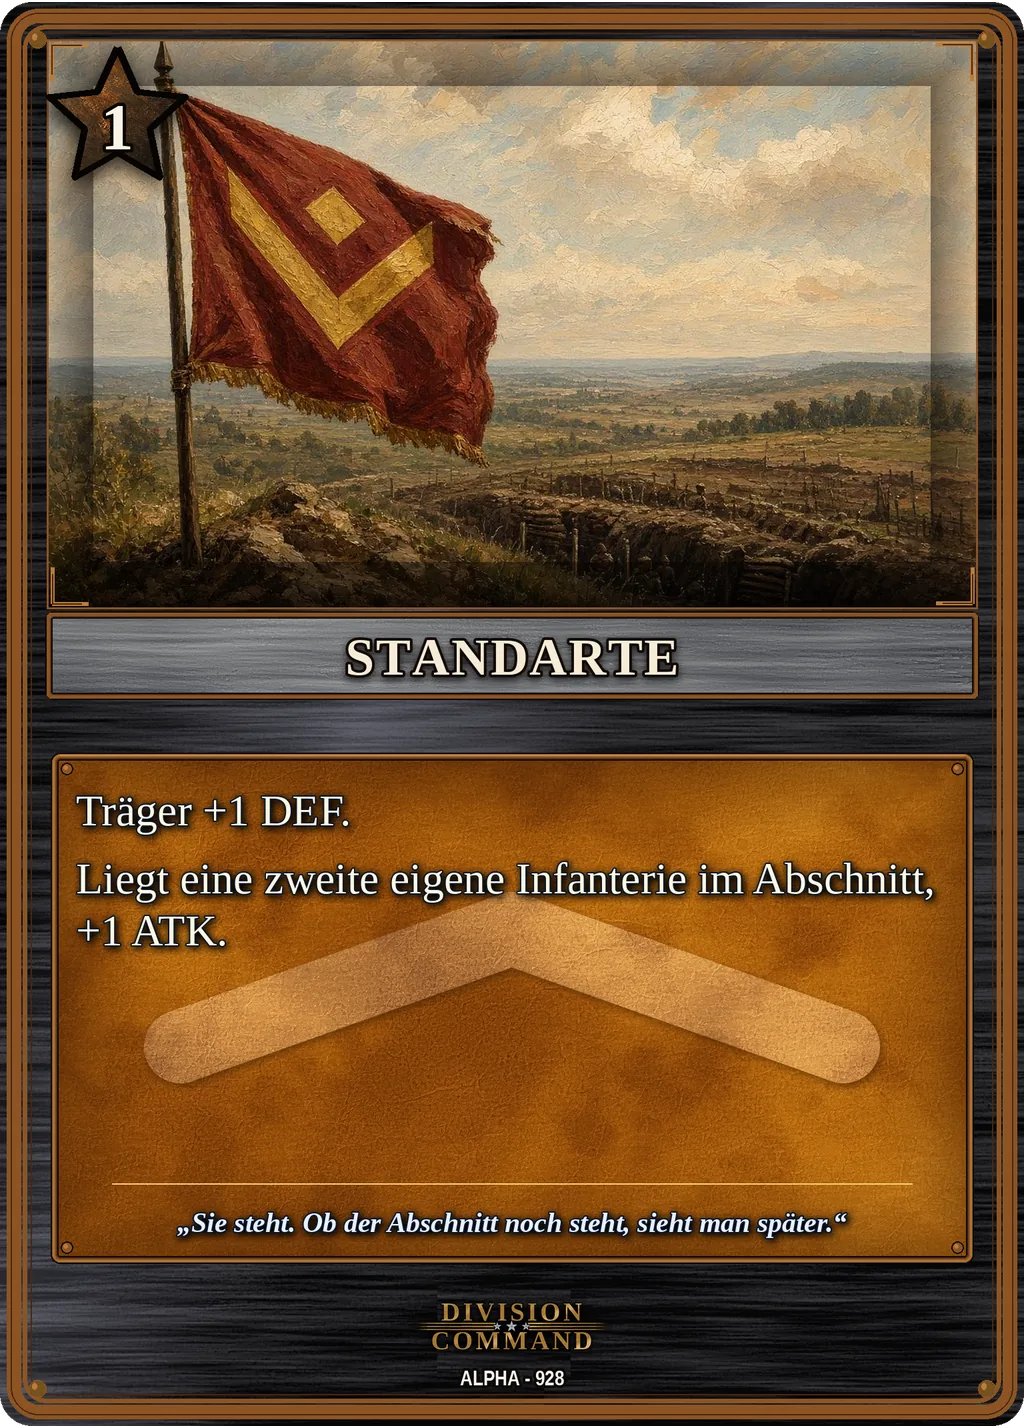 1
STANDARTE
Träger +1 DEF.
Liegt eine zweite eigene Infanterie im Abschnitt,
+1 ATK.
„Sie steht. Ob der Abschnitt noch steht, sieht man später.“
DIVISION
COMMAND
ALPHA - 928